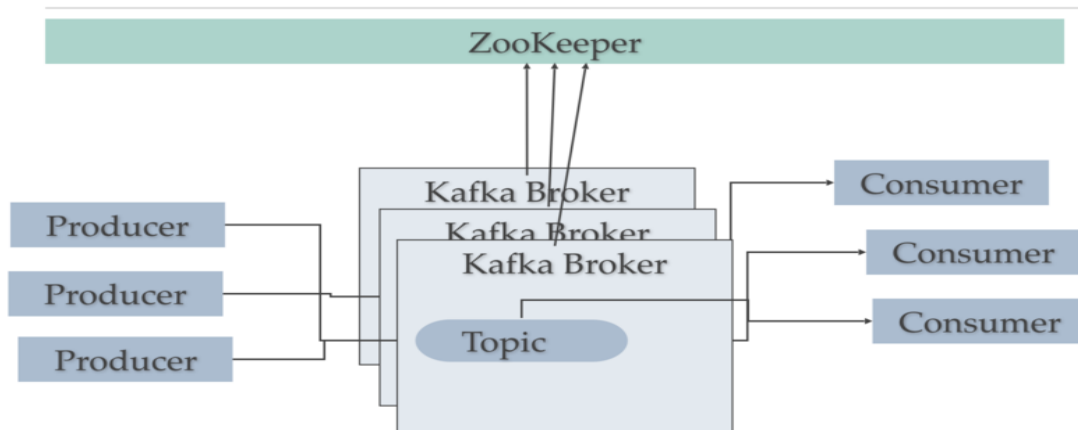 ZooKeeper
Kafka Broker
Kafka Broker
Kafka Broker
Topic
Producer
Producer
Producer
Consumer
Consumer
Consumer